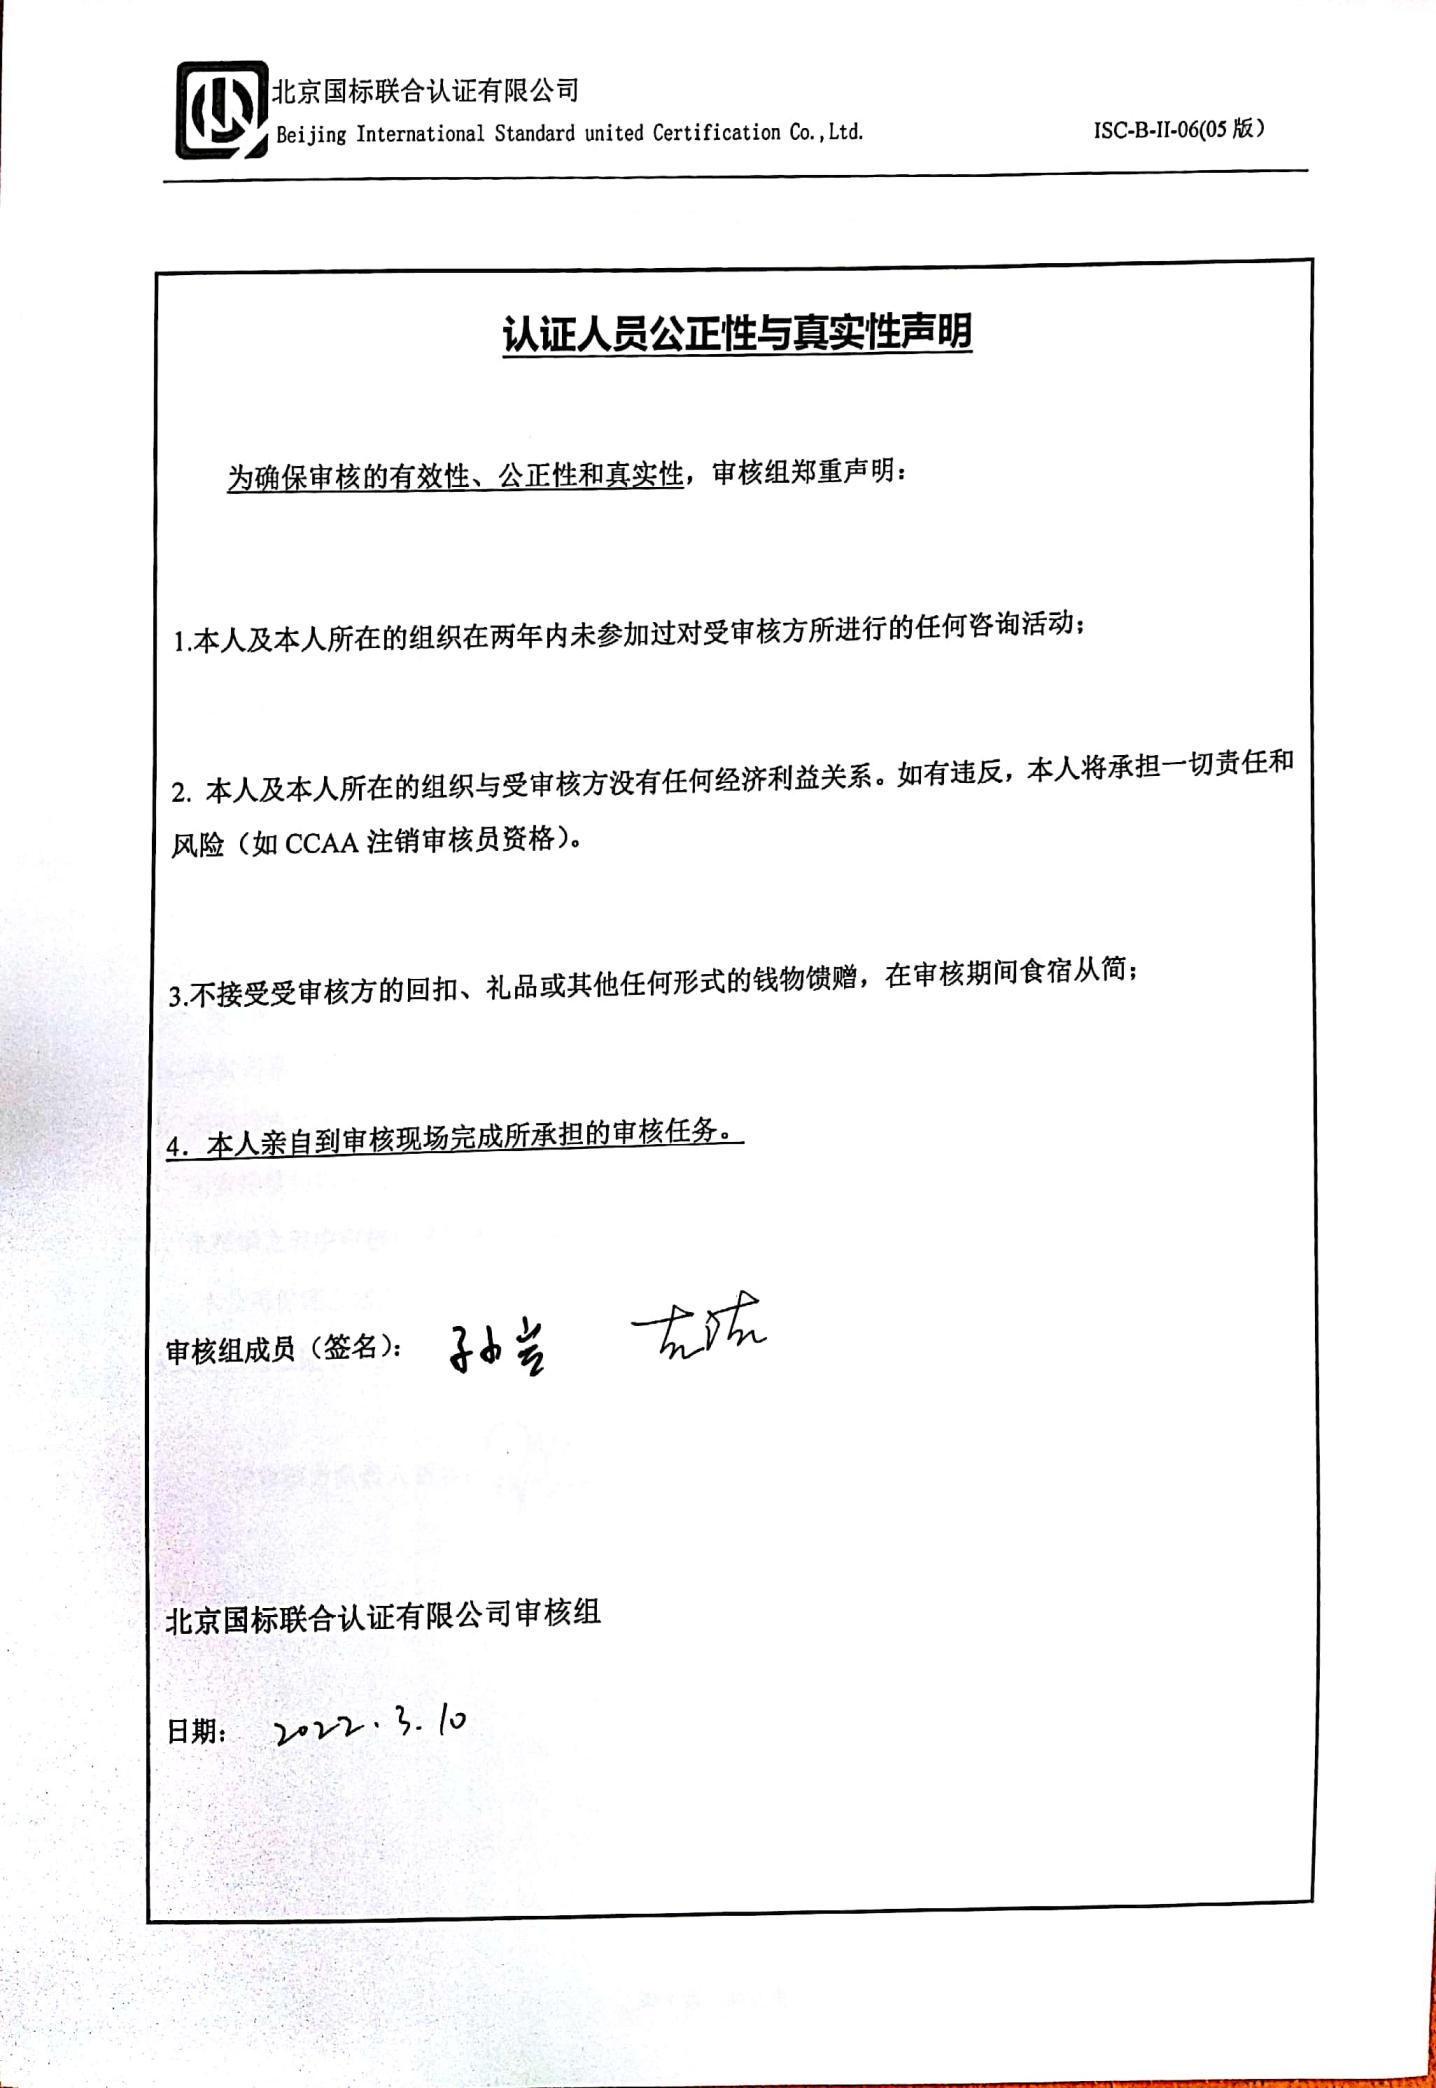 北京国标联合认证有限公司
Beijing International Standard united Certification Co.,Ltd.
ISC-B-II-06(05 版）
认证人员公正性与真实性声明
为确保审核的有效性、公正性和真实性，审核组郑重声明：
1.本人及本人所在的组织在两年内未参加过对受审核方所进行的任何咨询活动；
2. 本人及本人所在的组织与受审核方没有任何经济利益关系。如有违反，本人将承担一切责任和
风险（如 CCAA 注销审核员资格）。
3.不接受受审核方的回扣、礼品或其他任何形式的钱物馈赠，在审核期间食宿从简；
4. 本人亲自到审核现场完成所承担的审核任务。
审核组成员（签名）：
北京国标联合认证有限公司审核组
日期： 2022.3.10